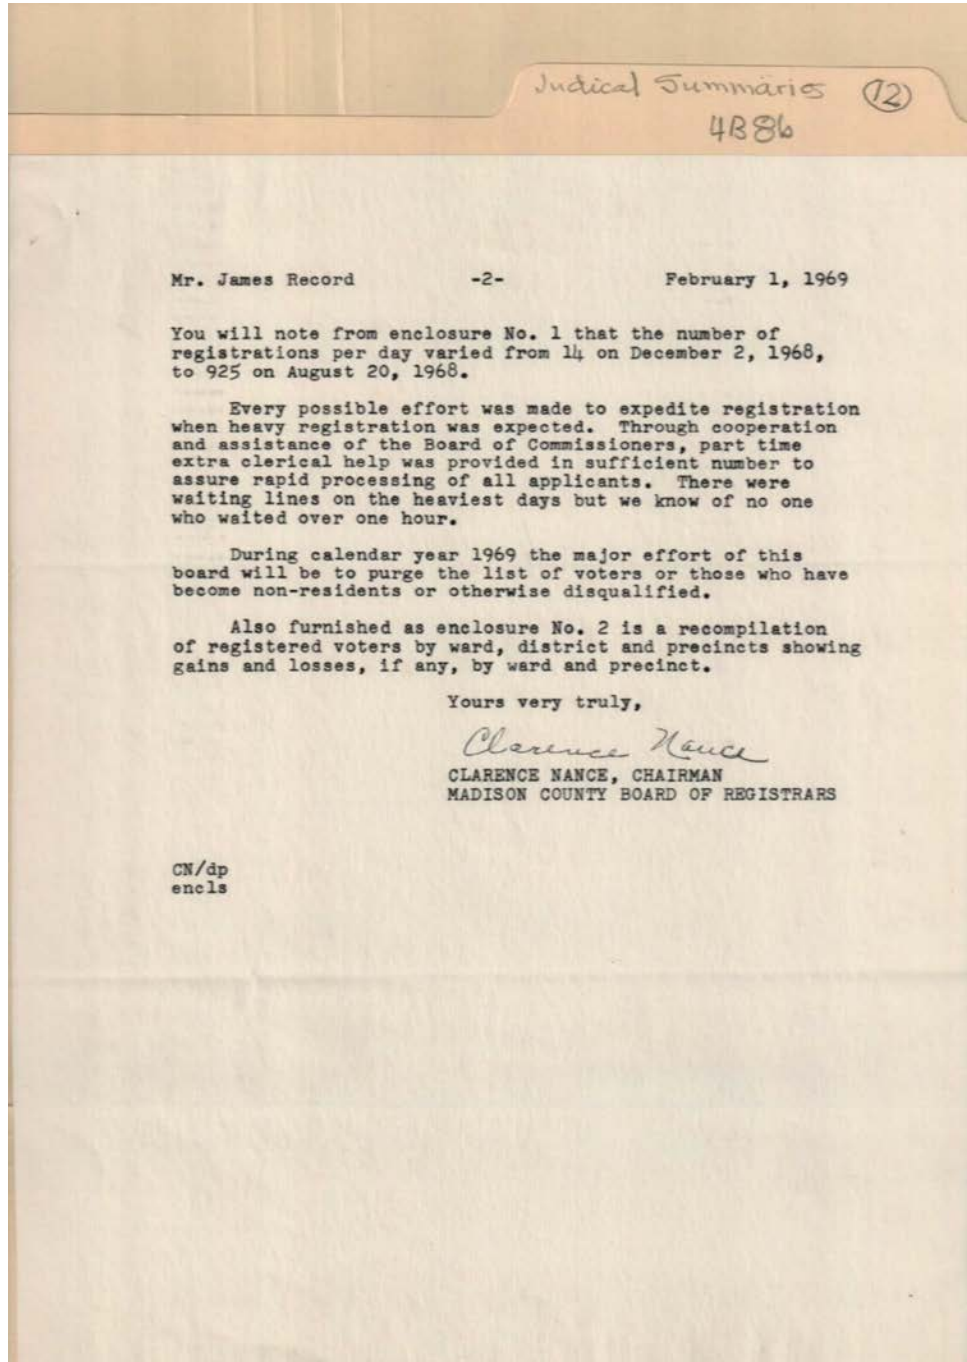 Judical Summaries 12
4B8b
Mr. James Record -2- February 1, 1969
You will note from enclosure No. 1 that the number of
registrations per day varied from 14 on December 2, 1968,
to 925 on August 20, 1968.
Every possible effort was made to expedite registration
when heavy registration was expected. Through cooperation
and assistance of the Board of Commissioners, part time
extra clerical help was provided in sufficient number to
assure rapid processing of all applicants. There were
waiting lines on the heaviest days but we know of no one
who waited over one hour.
During calendar year 1969 the major effort of this
board will be to purge the list of voters or those who have
become non-residents or otherwise disqualified.
Also furnished as enclosure No. 2 is a recompilation
of registered voters by ward, district and precincts showing
gains and losses, if any, by ward and precinct.
Yours very truly,
Clarence Nance
CLARENCE NANCE, CHAIRMAN
MADISON COUNTY BOARD OF REGISTRARS
CN/dp
encls